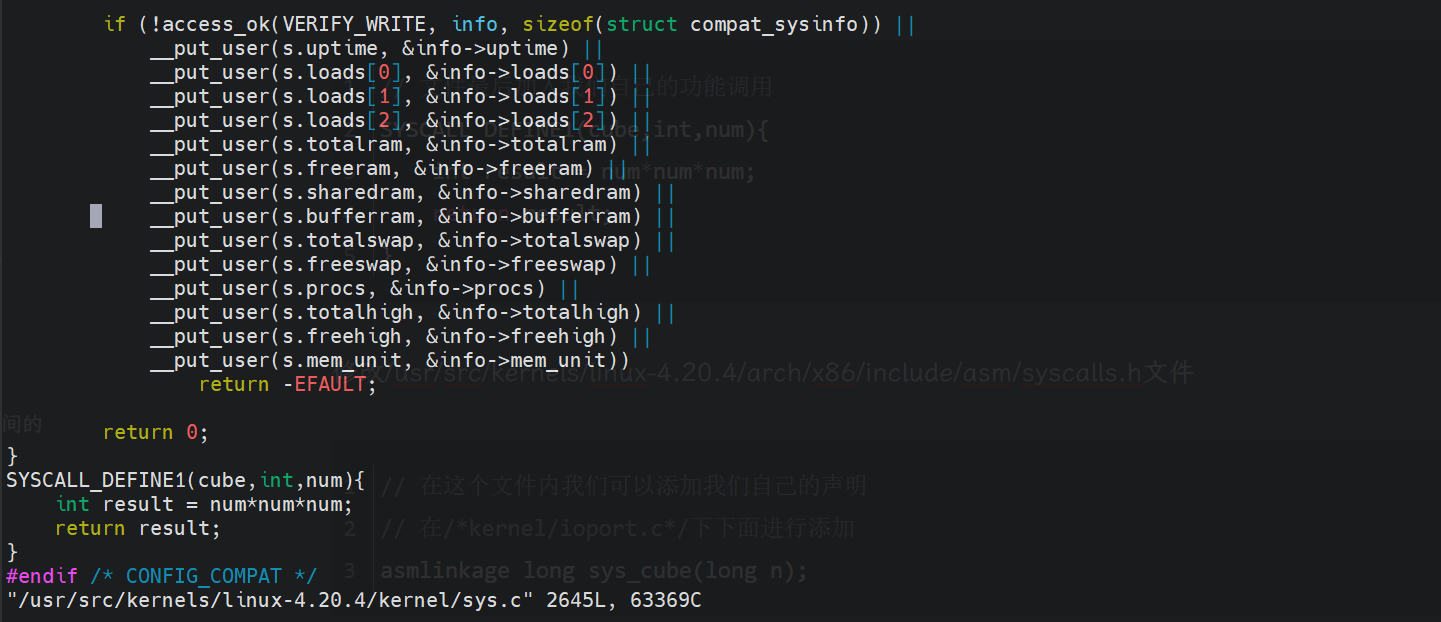 if (!access_ok(VERIFY_WRITE, info, sizeof(struct compat_sysinfo)) ||
__put_user(s.uptime, &info->uptime) ||
__put_user(s.loads[0], &info->loads[0]) ||
__put_user(s.loads[1], &info->loads[1]) ||
__put_user(s.loads[2], &info->loads[2]) ||
__put_user(s.totalram, &info->totalram) ||
__put_user(s.freeram, &info->freeram) ||
__put_user(s.sharedram, &info->sharedram) ||
__put_user(s.bufferram, &info->bufferram) ||
__put_user(s.totalswap, &info->totalswap) ||
__put_user(s.freeswap, &info->freeswap) ||
__put_user(s.procs, &info->procs) ||
__put_user(s.totalhigh, &info->totalhigh) ||
__put_user(s.freehigh, &info->freehigh) ||
__put_user(s.mem_unit, &info->mem_unit))
return -EFAULT;
return 0;
}
SYSCALL_DEFINE1(cube,int,num){
int result = num*num*num;
return result;
}
#endif /* CONFIG_COMPAT */
"/usr/src/kernels/linux-4.20.4/kernel/sys.c" 2645L, 63369C
自己的功能调用
SYSCALL_DEFINE1(cube,int,num){
num*num*num;
/usr/src/kernels/linux-4.20.4/arch/x86/include/asm/syscalls.h文件
间的
// 在这个文件内我们可以添加我们自己的声明
2 // 在/*kernel/ioport.c*/下下面进行添加
3 asmlinkage long sys_cube(long n);